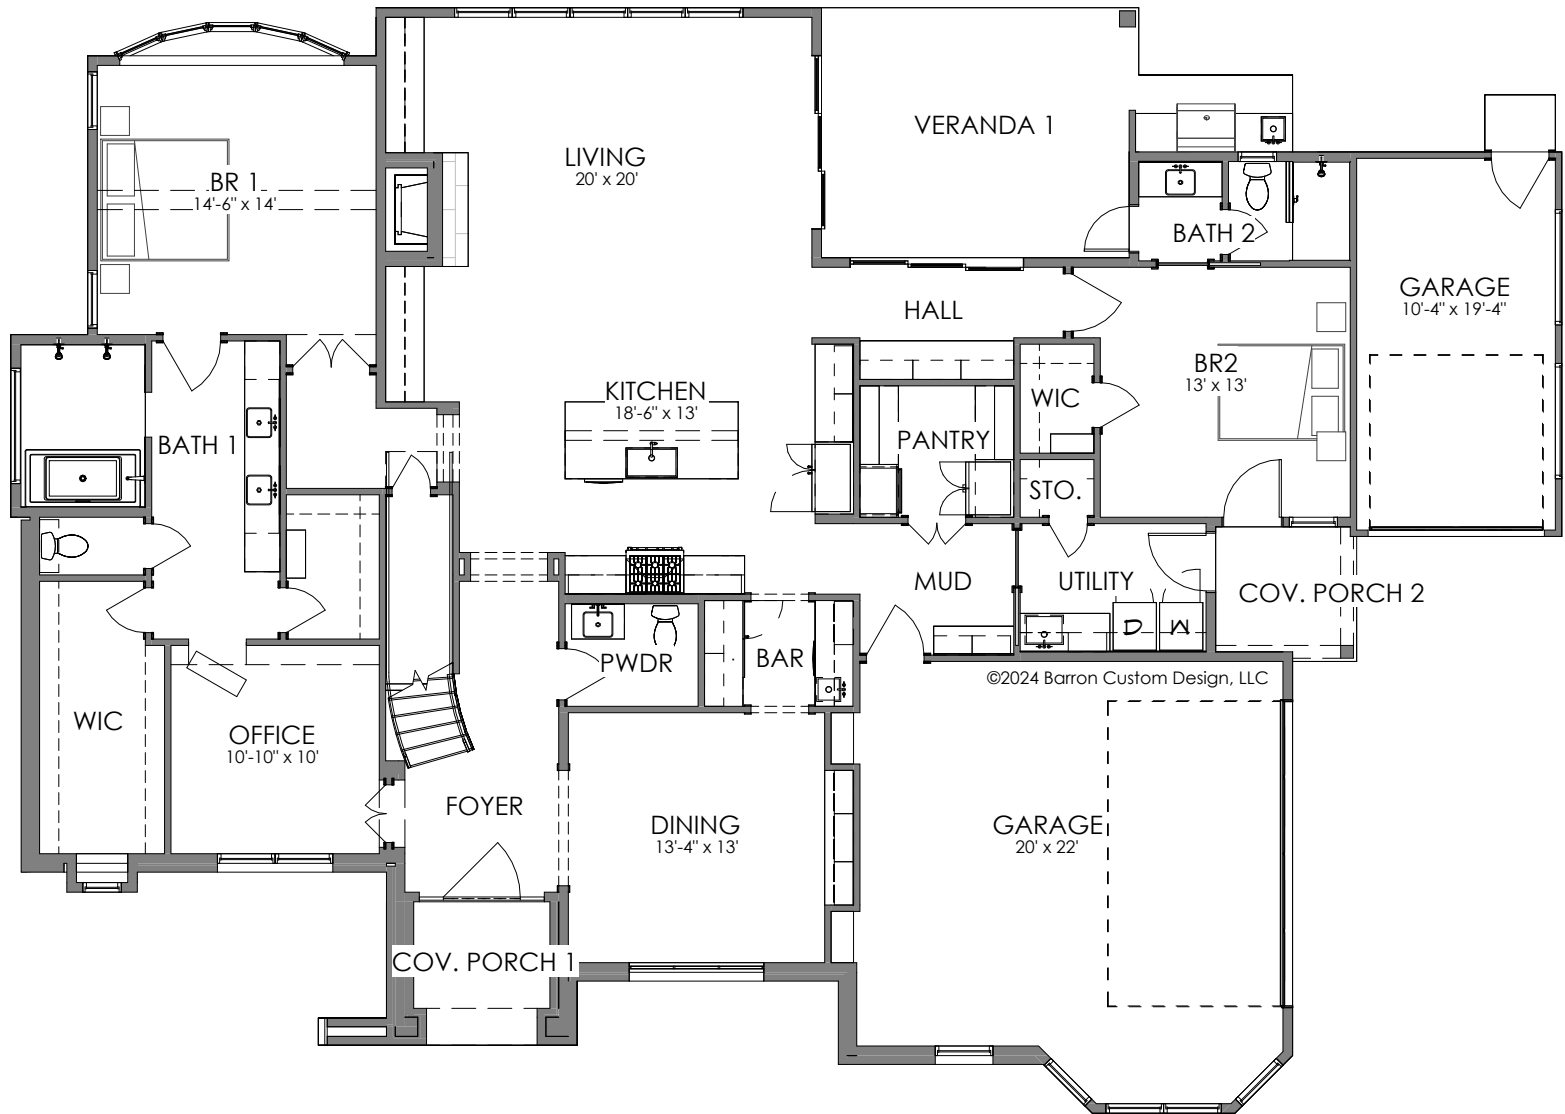 VERANDA 1
LIVING
20' x 20'
BR 1
14'-6" x 14'
BATH 2
GARAGE
10'-4" x 19'-4"
HALL
BR2
13' x 13'
KITCHEN
18'-6" x 13'
WIC
BATH 1
PANTRY
STO.
MUD
UTILITY
COV. PORCH 2
D
W
PWDR
BAR
©2024 Barron Custom Design, LLC
WIC
OFFICE
10'-10" x 10'
FOYER
DINING
13'-4" x 13'
GARAGE
20' x 22'
COV. PORCH 1